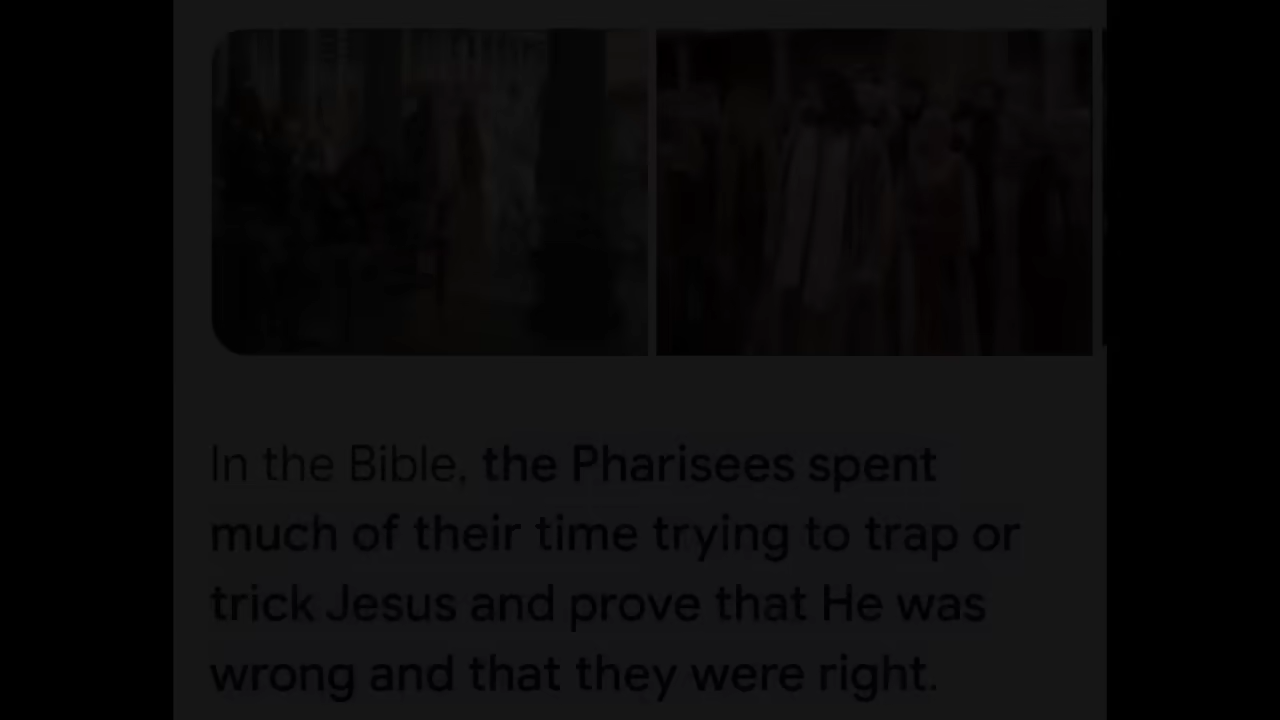 In the Bible, the Pharisees spent
much of their time trying to trap or
trick Jesus and prove that He was
wrong and that they were right.